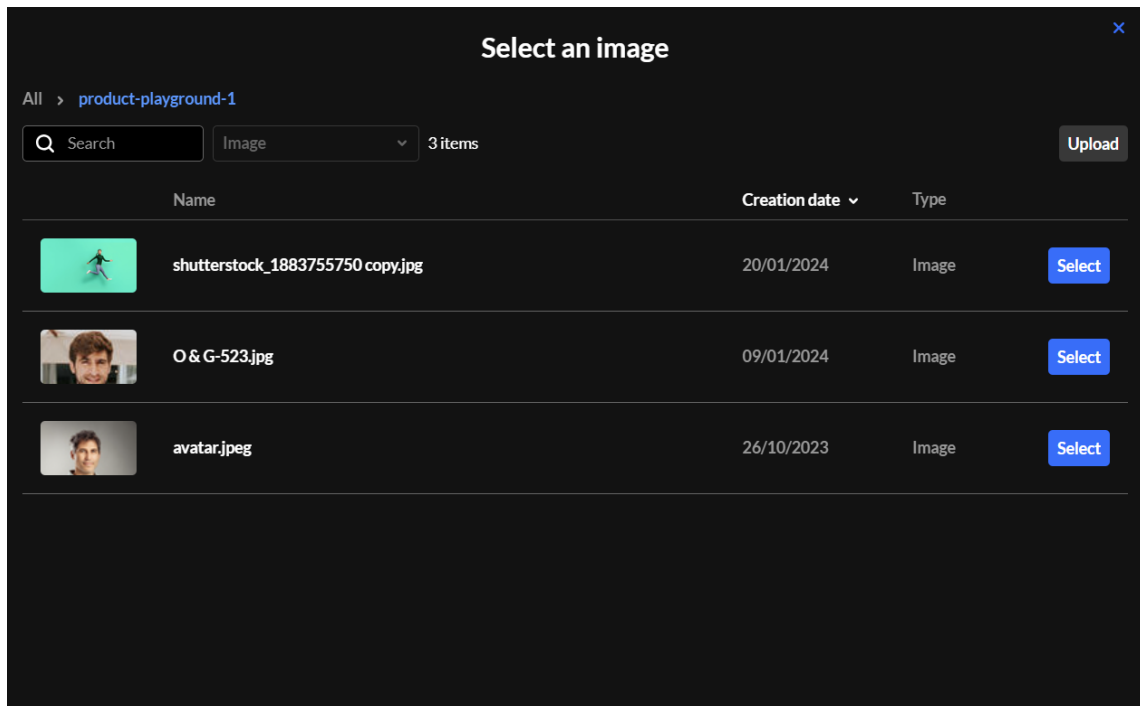 Select an image
All > product-playground-1
Search Image 3 items Upload
Name Creation date Type
shutterstock_1883755750 copy.jpg 20/01/2024 Image Select
O & G-523.jpg 09/01/2024 Image Select
avatar.jpeg 26/10/2023 Image Select